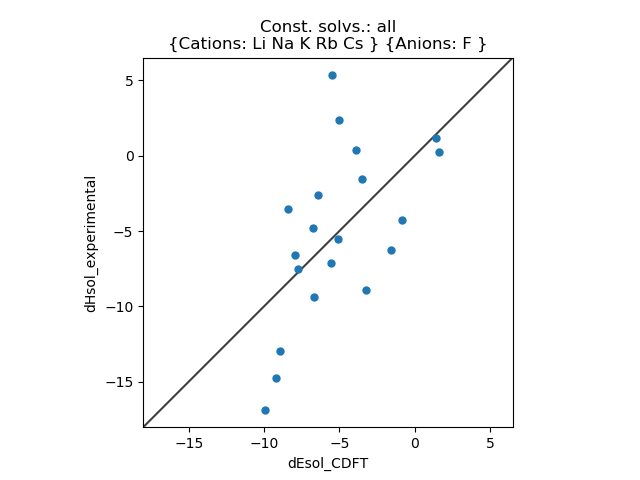 Const. solvs.: all
{Cations: Li Na K Rb Cs } {Anions: F }
5
0
−5
−10
−15
dHsol_experimental
−15
−10
−5
0
5
dEsol_CDFT